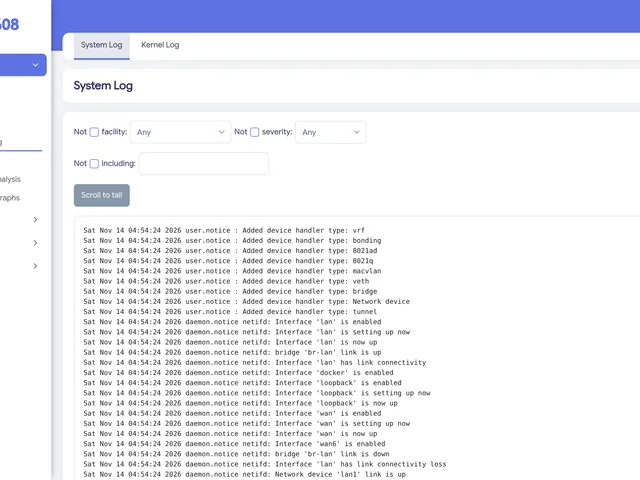 608
System Log Kernel Log
System Log
Not facility: Any Not severity: Any
Not including:
Scroll to tail
Sat Nov 14 04:54:24 2026 user.notice : Added device handler type: vrf
Sat Nov 14 04:54:24 2026 user.notice : Added device handler type: bonding
Sat Nov 14 04:54:24 2026 user.notice : Added device handler type: 8021ad
Sat Nov 14 04:54:24 2026 user.notice : Added device handler type: 8021q
Sat Nov 14 04:54:24 2026 user.notice : Added device handler type: macvlan
Sat Nov 14 04:54:24 2026 user.notice : Added device handler type: veth
Sat Nov 14 04:54:24 2026 user.notice : Added device handler type: bridge
Sat Nov 14 04:54:24 2026 user.notice : Added device handler type: Network device
Sat Nov 14 04:54:24 2026 user.notice : Added device handler type: tunnel
Sat Nov 14 04:54:24 2026 daemon.notice netifd: Interface 'lan' is enabled
Sat Nov 14 04:54:24 2026 daemon.notice netifd: Interface 'lan' is setting up now
Sat Nov 14 04:54:24 2026 daemon.notice netifd: Interface 'lan' is now up
Sat Nov 14 04:54:24 2026 daemon.notice netifd: bridge 'br-lan' link is up
Sat Nov 14 04:54:24 2026 daemon.notice netifd: Interface 'lan' has link connectivity
Sat Nov 14 04:54:24 2026 daemon.notice netifd: Interface 'docker' is enabled
Sat Nov 14 04:54:24 2026 daemon.notice netifd: Interface 'loopback' is enabled
Sat Nov 14 04:54:24 2026 daemon.notice netifd: Interface 'loopback' is setting up now
Sat Nov 14 04:54:24 2026 daemon.notice netifd: Interface 'loopback' is now up
Sat Nov 14 04:54:24 2026 daemon.notice netifd: Interface 'wan' is enabled
Sat Nov 14 04:54:24 2026 daemon.notice netifd: Interface 'wan' is setting up now
Sat Nov 14 04:54:24 2026 daemon.notice netifd: Interface 'wan' is now up
Sat Nov 14 04:54:24 2026 daemon.notice netifd: Interface 'wan6' is enabled
Sat Nov 14 04:54:24 2026 daemon.notice netifd: bridge 'br-lan' link is down
Sat Nov 14 04:54:24 2026 daemon.notice netifd: Interface 'lan' has link connectivity loss
Sat Nov 14 04:54:24 2026 daemon.notice netifd: Network device 'lan1' link is up
g
nalysis
raphs